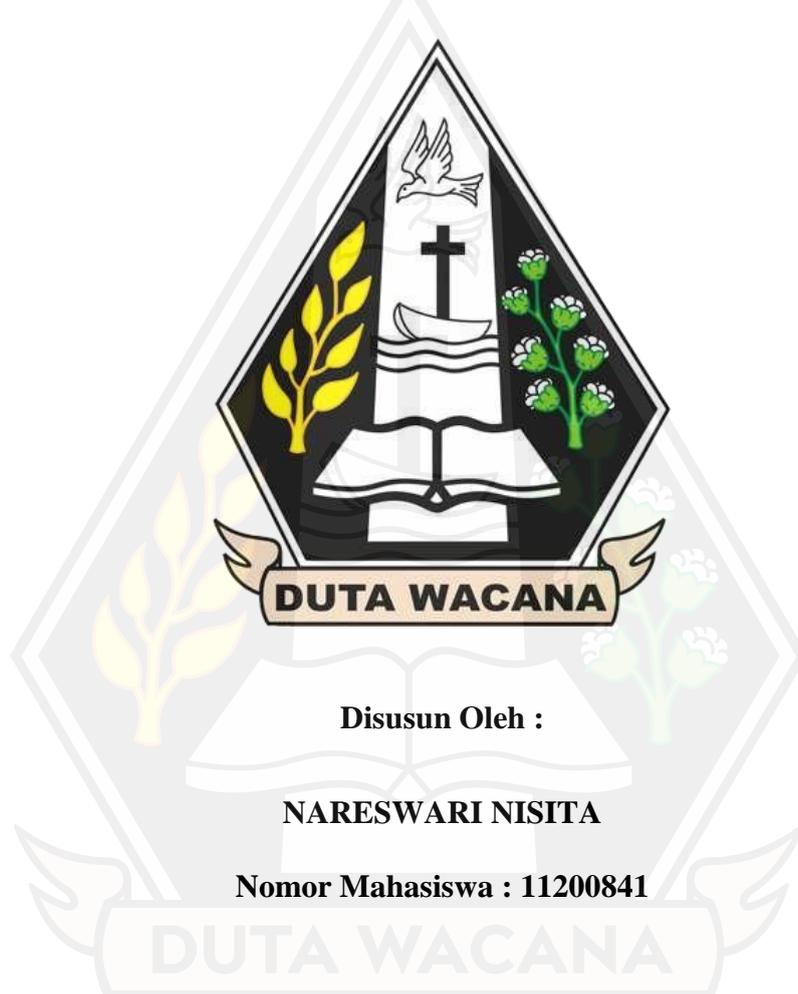 DUTA WACANA
Disusun Oleh :
NARESWARI NISITA
Nomor Mahasiswa : 11200841
DUTA WACANA